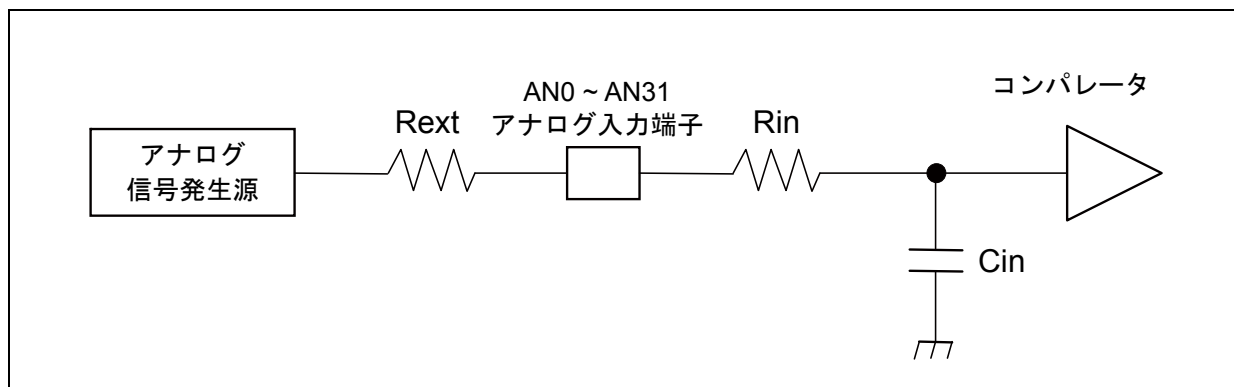 コンパレータ
AN0 ~ AN31
アナログ入力端子
Rext
Rin
アナログ
信号発生源
Cin